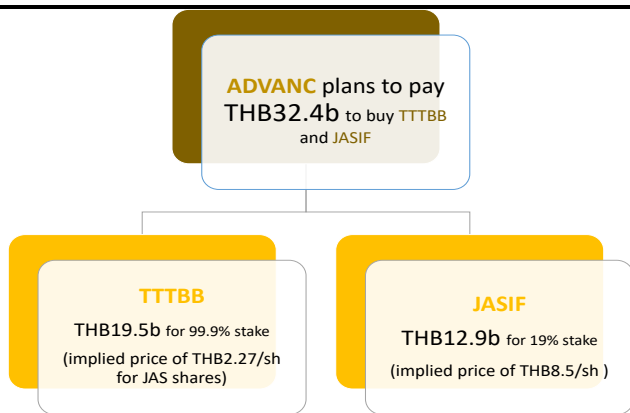 ADVANC plans to pay
THB32.4b to buy TTTBB
and JASIF
TTTBB
THB19.5b for 99.9% stake
(implied price of THB2.27/sh
for JAS shares)
JASIF
THB12.9b for 19% stake
(implied price of THB8.5/sh )